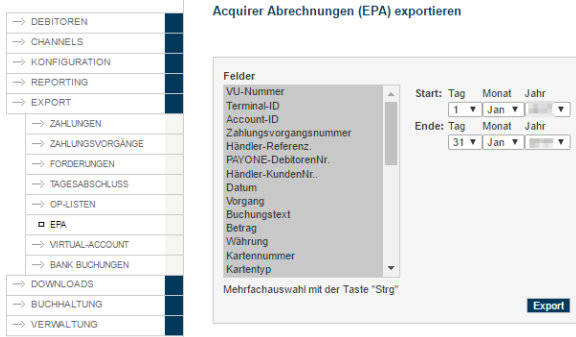 Acquirer Abrechnungen (EPA) exportieren
DEBITOREN
CHANNELS
KONFIGURATION
REPORTING
EXPORT
ZAHLUNGEN
ZAHLUNGSVORGÄNGE
FORDERUNGEN
TAGESABSCHLUSS
OP-LISTEN
EPA
VIRTUAL-ACCOUNT
BANK BUCHUNGEN
DOWNLOADS
BUCHHALTUNG
VERWALTUNG
Felder
VU-Nummer
Terminal-ID
Account-ID
Zahlungsvorgangsnummer
Händler-Referenz.
PAYONE-DebitorenNr.
Händler-KundenNr..
Datum
Vorgang
Buchungstext
Betrag
Währung
Kartennummer
Kartentyp
Mehrfachauswahl mit der Taste "Strg"
Start: Tag Monat Jahr
1 Jan
Ende: Tag Monat Jahr
31 Jan
Export